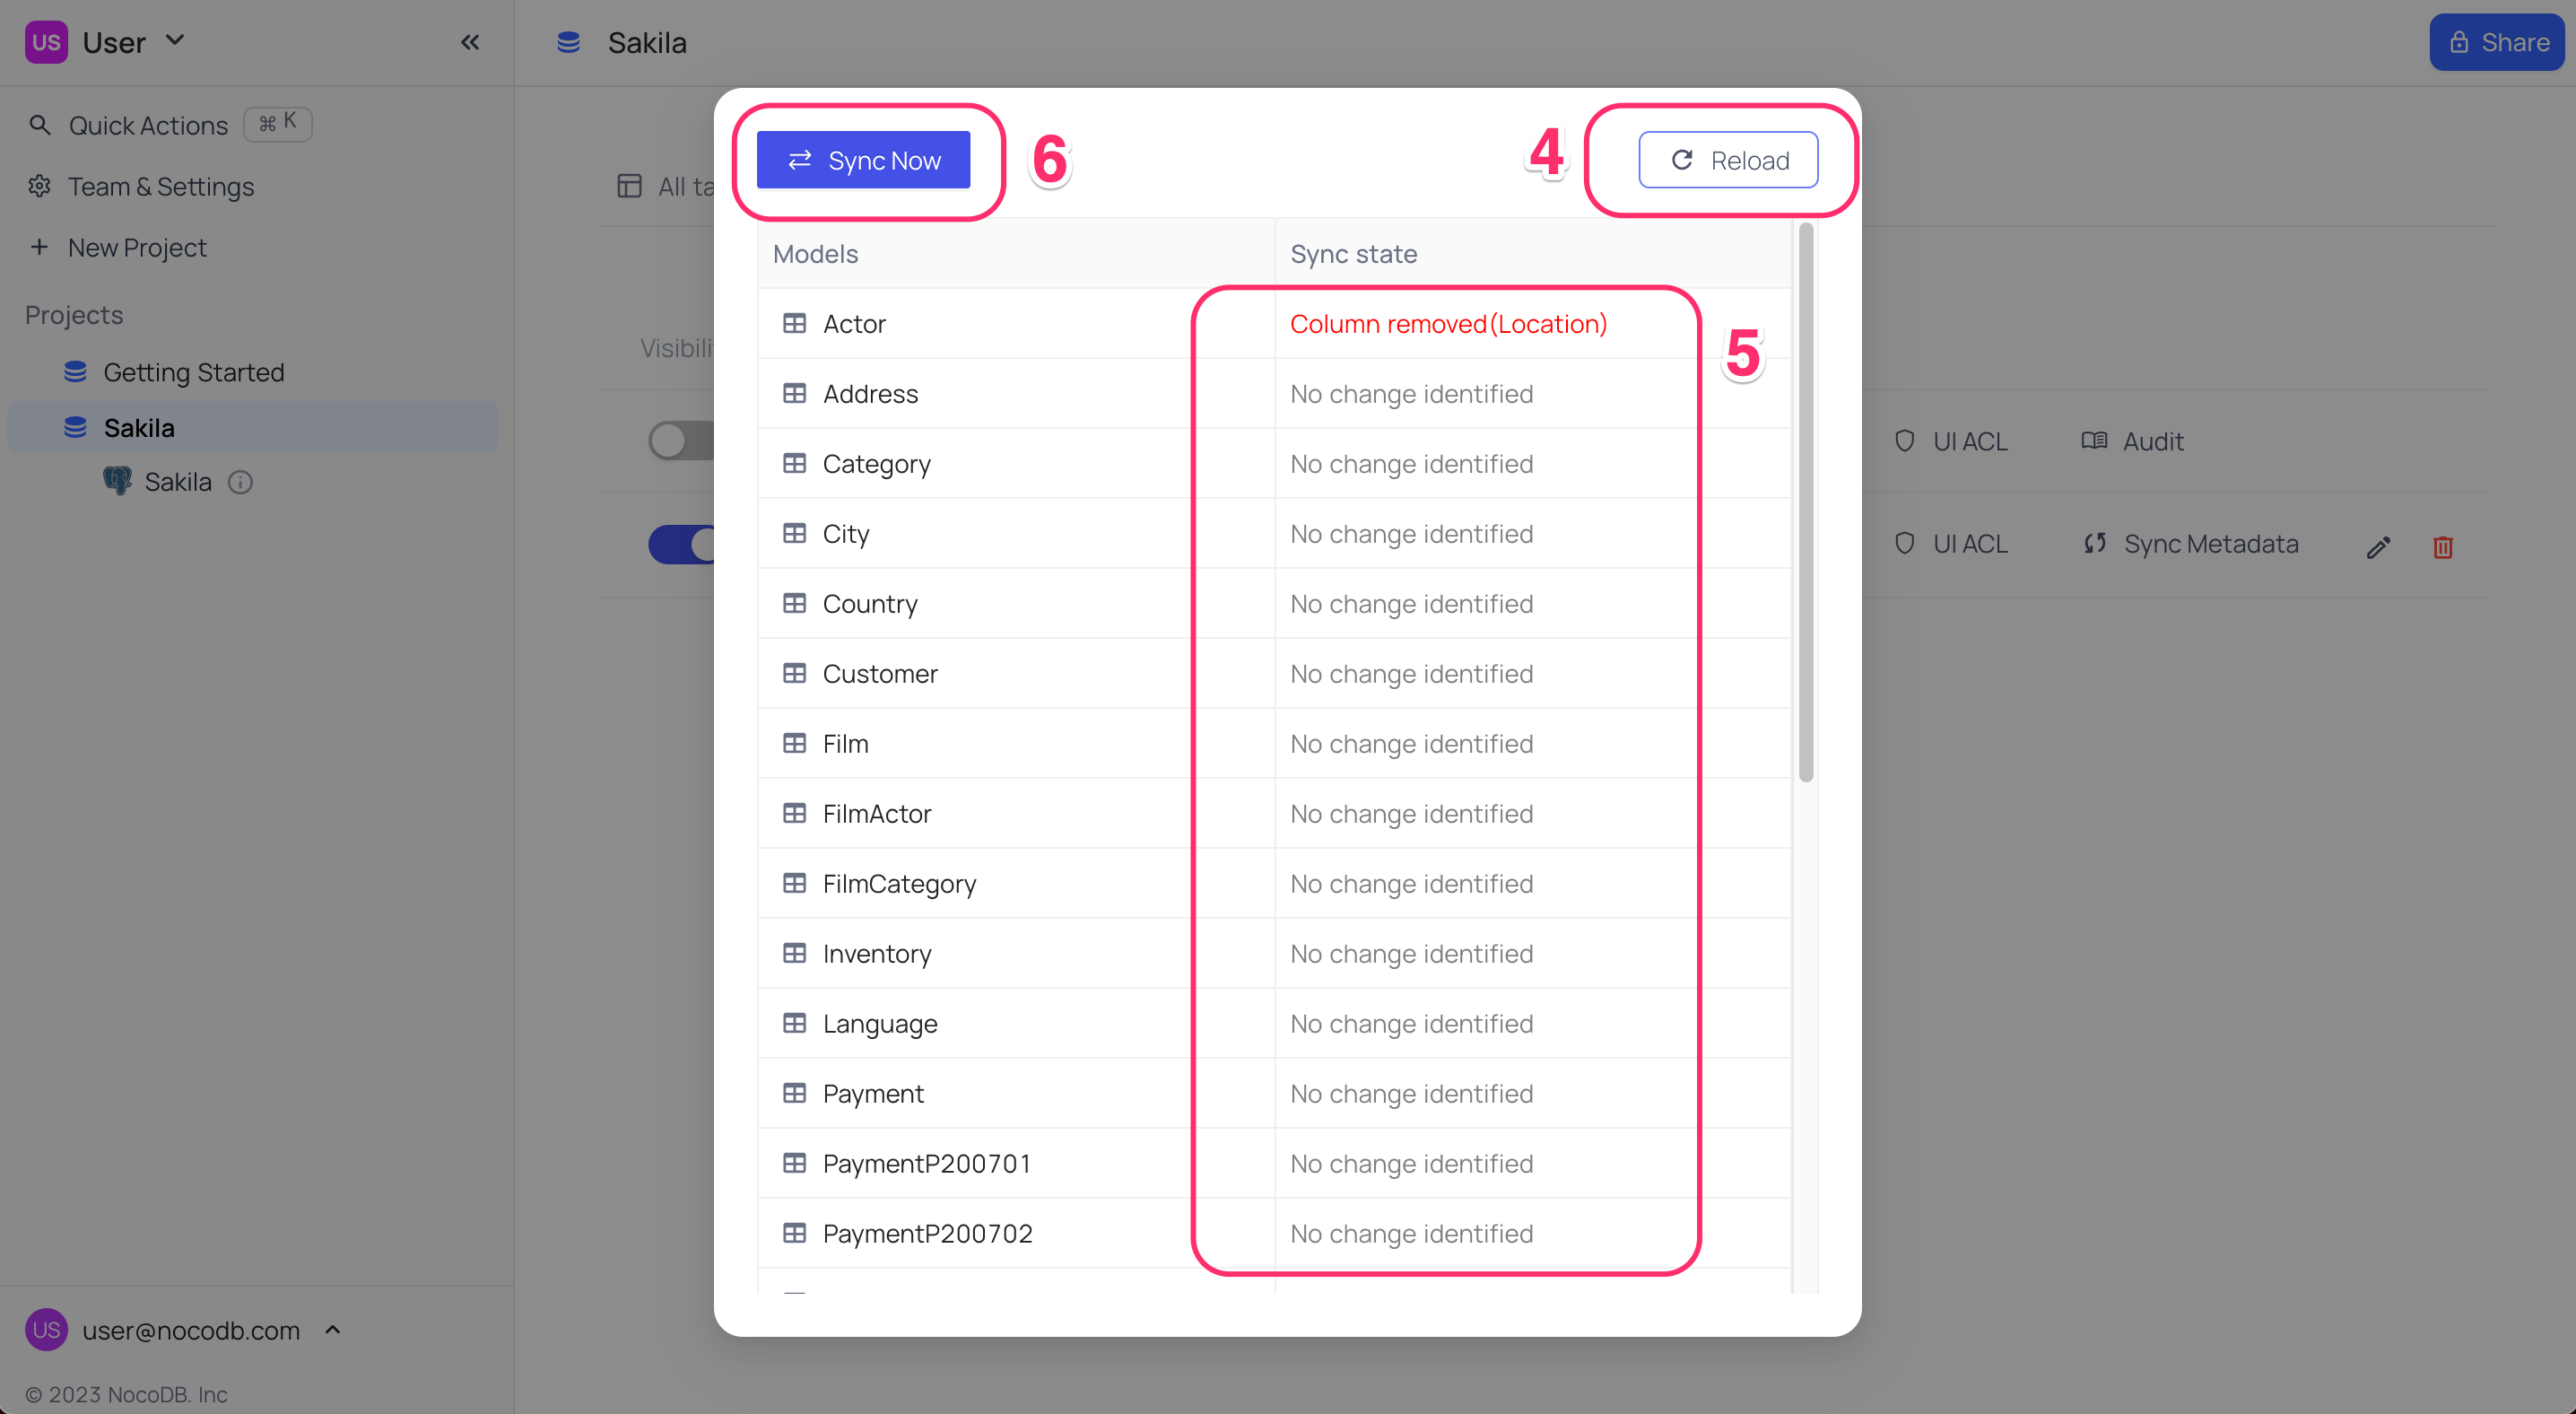 US User
Sakila
Share
Quick Actions ⌘ K
Team & Settings
New Project
Projects
Getting Started
Sakila
Sakila
US user@nocodb.com
© 2023 NocoDB. Inc
All ta
Visibili
UI ACL
Audit
UI ACL
Sync Metadata
Sync Now
6
4
Reload
Models Sync state
Actor Column removed(Location)
5
Address No change identified
Category No change identified
City No change identified
Country No change identified
Customer No change identified
Film No change identified
FilmActor No change identified
FilmCategory No change identified
Inventory No change identified
Language No change identified
Payment No change identified
PaymentP200701 No change identified
PaymentP200702 No change identified